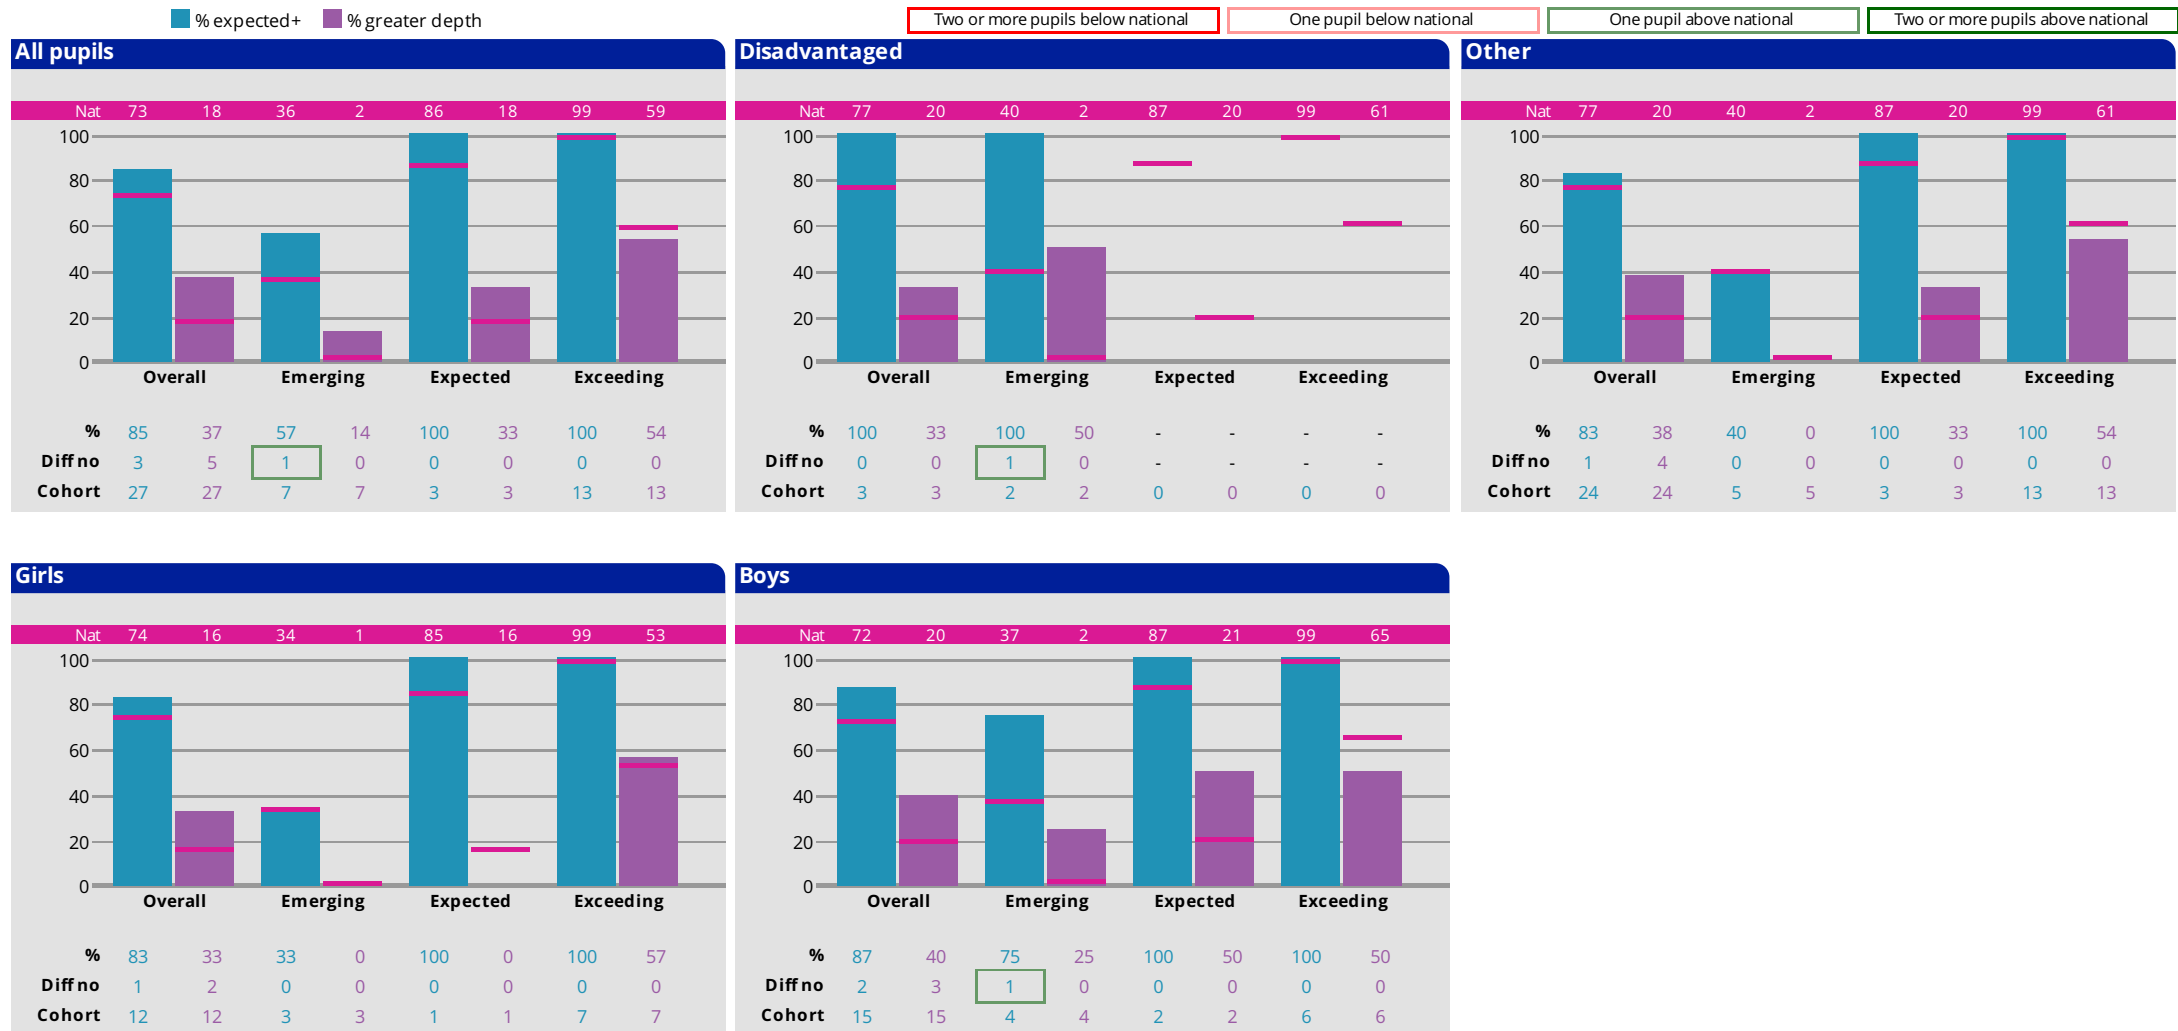 % expected+ % greater depth
Two or more pupils below national One pupil below national One pupil above national Two or more pupils above national
All pupils
Nat 73 18 36 2 86 18 99 59
100
80
60
40
20
0
Overall Emerging Expected Exceeding
% 85 37 57 14 100 33 100 54
Diff no 3 5 1 0 0 0 0 0
Cohort 27 27 7 7 3 3 13 13
Disadvantaged
Nat 77 20 40 2 87 20 99 61
100
80
60
40
20
0
Overall Emerging Expected Exceeding
% 100 33 100 50 - - - -
Diff no 0 0 1 0 - - - -
Cohort 3 3 2 2 0 0 0 0
Other
Nat 77 20 40 2 87 20 99 61
100
80
60
40
20
0
Overall Emerging Expected Exceeding
% 83 38 40 0 100 33 100 54
Diff no 1 4 0 0 0 0 0 0
Cohort 24 24 5 5 3 3 13 13
Girls
Nat 74 16 34 1 85 16 99 53
100
80
60
40
20
0
Overall Emerging Expected Exceeding
% 83 33 33 0 100 0 100 57
Diff no 1 2 0 0 0 0 0 0
Cohort 12 12 3 3 1 1 7 7
Boys
Nat 72 20 37 2 87 21 99 65
100
80
60
40
20
0
Overall Emerging Expected Exceeding
% 87 40 75 25 100 50 100 50
Diff no 2 3 1 0 0 0 0 0
Cohort 15 15 4 4 2 2 6 6